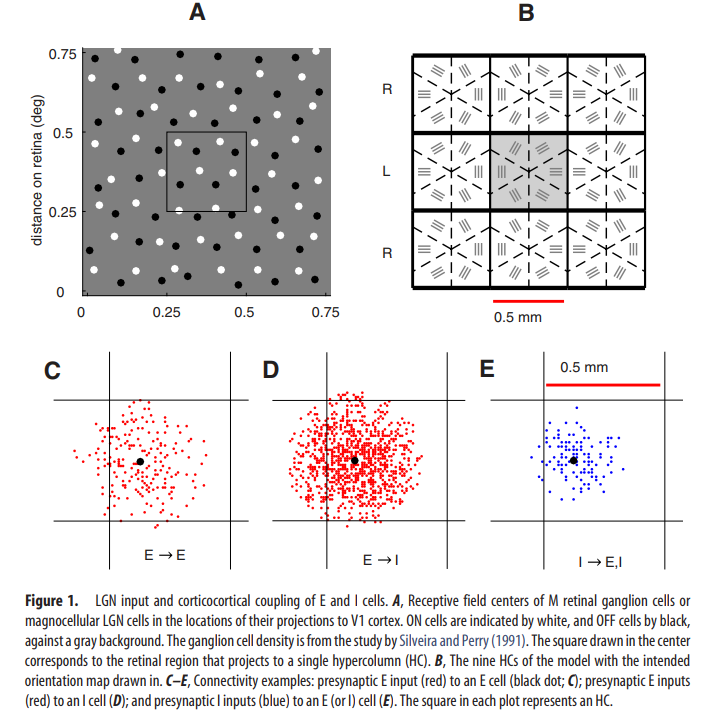 A
B
0.75
0.5
0.25
0
distance on retina (deg)
0
0.25
0.5
0.75
R
L
R
0.5 mm
C
D
E
0.5 mm
E → E
E → I
I → E,I
Figure 1. LGN input and corticocortical coupling of E and I cells. A, Receptive field centers of M retinal ganglion cells or
magnocellular LGN cells in the locations of their projections to V1 cortex. ON cells are indicated by white, and OFF cells by black,
against a gray background. The ganglion cell density is from the study by Silveira and Perry (1991). The square drawn in the center
corresponds to the retinal region that projects to a single hypercolumn (HC). B, The nine HCs of the model with the intended
orientation map drawn in. C–E, Connectivity examples: presynaptic E input (red) to an E cell (black dot; C); presynaptic E inputs
(red) to an I cell (D); and presynaptic I inputs (blue) to an E (or I) cell (E). The square in each plot represents an HC.